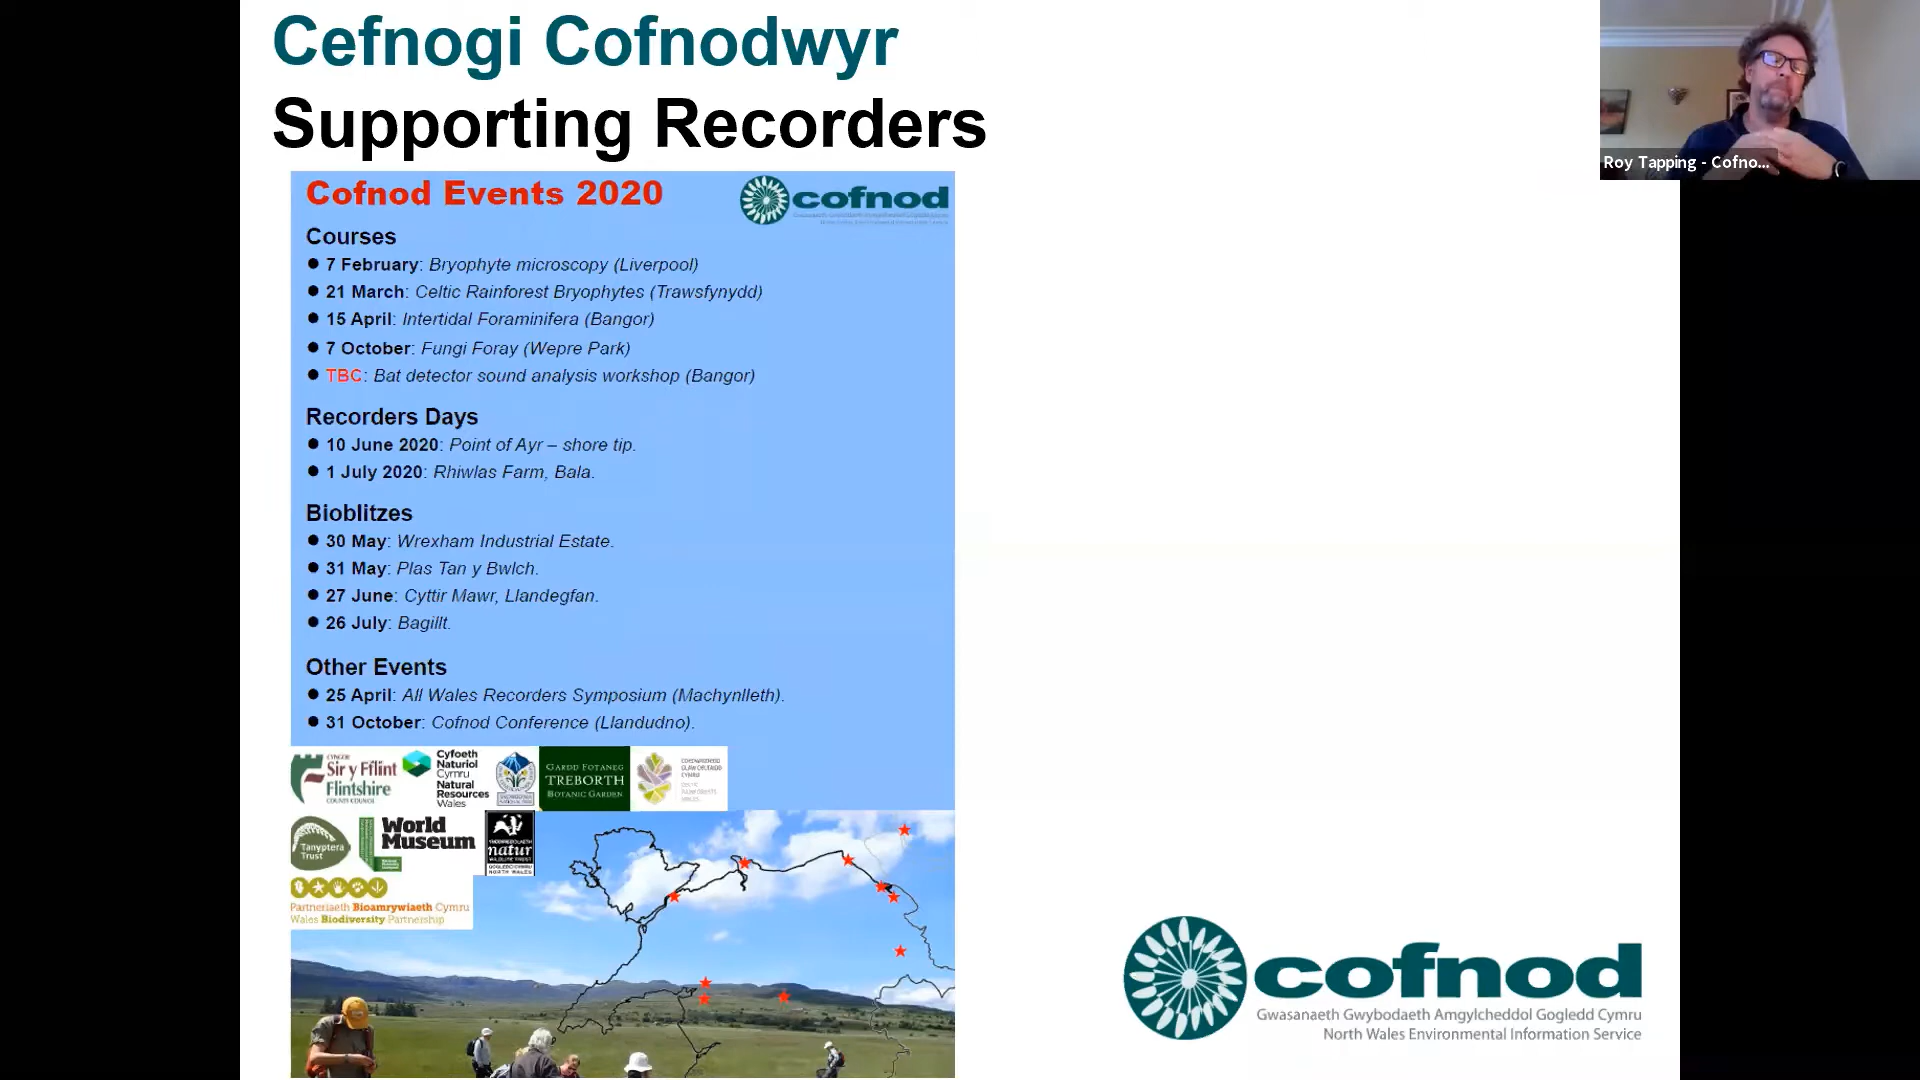 Cefnogi Cofnodwyr
Supporting Recorders
Roy Tapping - Cofno...
Cofnod Events 2020
cofnod
Courses
● 7 February: Bryophyte microscopy (Liverpool)
● 21 March: Celtic Rainforest Bryophytes (Trawsfynydd)
● 15 April: Intertidal Foraminifera (Bangor)
● 7 October: Fungi Foray (Wepre Park)
● TBC: Bat detector sound analysis workshop (Bangor)
Recorders Days
● 10 June 2020: Point of Ayr – shore tip.
● 1 July 2020: Rhiwlas Farm, Bala.
Bioblitzes
● 30 May: Wrexham Industrial Estate.
● 31 May: Plas Tan y Bwlch.
● 27 June: Cyttir Mawr, Llandegfan.
● 26 July: Bagillt.
Other Events
● 25 April: All Wales Recorders Symposium (Machynlleth).
● 31 October: Cofnod Conference (Llandudno).
CYNGOR
Sir y Fflint
Flintshire
COUNTY COUNCIL
Cyfoeth
Naturiol
Cymru
Natural
Resources
Wales
GARDD FOTANEG
TREBORTH
BOTANIC GARDEN
Tanyptera
Trust
World
Museum
natur
NORTH WALES
Partneriaeth Bioamrywiaeth Cymru
Wales Biodiversity Partnership
cofnod
Gwasanaeth Gwybodaeth Amgylcheddol Gogledd Cymru
North Wales Environmental Information Service